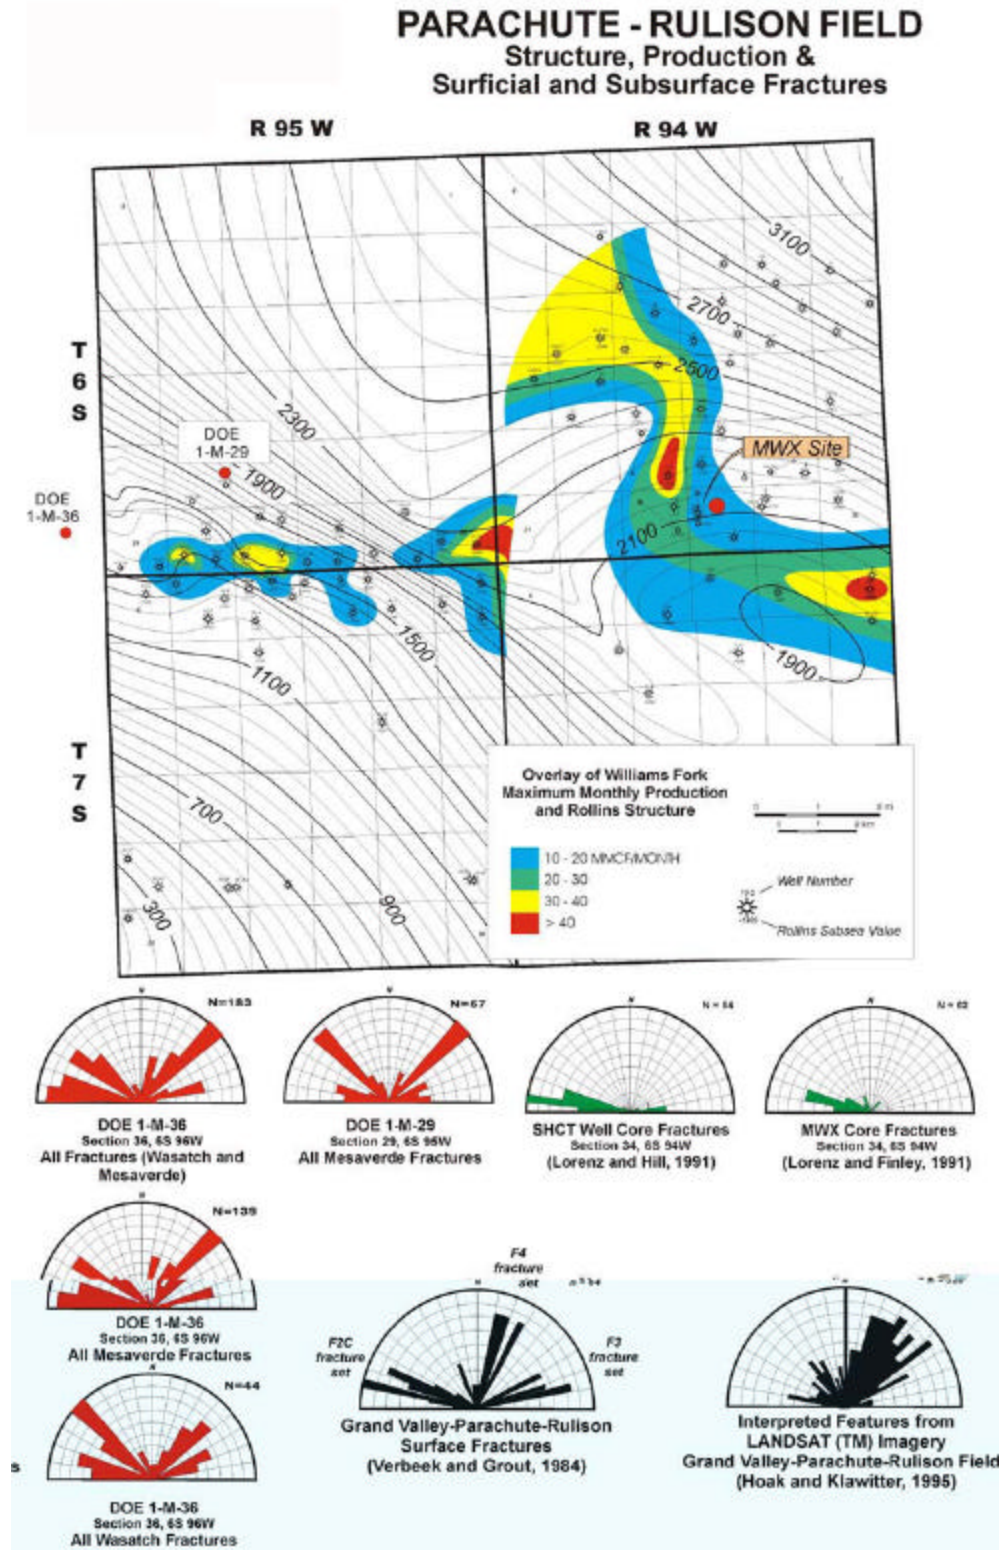 PARACHUTE - RULISON FIELD
Structure, Production &
Surficial and Subsurface Fractures
R 95 W
R 94 W
T
6
S
T
7
S
3100
2700
2500
2300
DOE
1-M-29
1900
DOE
1-M-36
MWX Site
2100
1500
1900
1100
700
900
300
Overlay of Williams Fork
Maximum Monthly Production
and Rollins Structure
0 1 2 mi
1 2 km
10 - 20 MMCF/MONTH
20 - 30
30 - 40
> 40
Well Number
Rollins Subsea Value
N
N=183
DOE 1-M-36
Section 36, 6S 96W
All Fractures (Wasatch and
Mesaverde)
N
N=67
DOE 1-M-29
Section 29, 6S 95W
All Mesaverde Fractures
N
SHCT Well Core Fractures
Section 34, 6S 94W
(Lorenz and Hill, 1991)
N
MWX Core Fractures
Section 34, 6S 94W
(Lorenz and Finley, 1991)
N
N=139
DOE 1-M-36
Section 36, 6S 96W
All Mesaverde Fractures
N
N=44
DOE 1-M-36
Section 36, 6S 96W
All Wasatch Fractures
F4
fracture
set
F2C
fracture
set
F3
fracture
set
Grand Valley-Parachute-Rulison
Surface Fractures
(Verbeek and Grout, 1984)
Interpreted Features from
LANDSAT (TM) Imagery
Grand Valley-Parachute-Rulison Field
(Hoak and Klawitter, 1995)
s